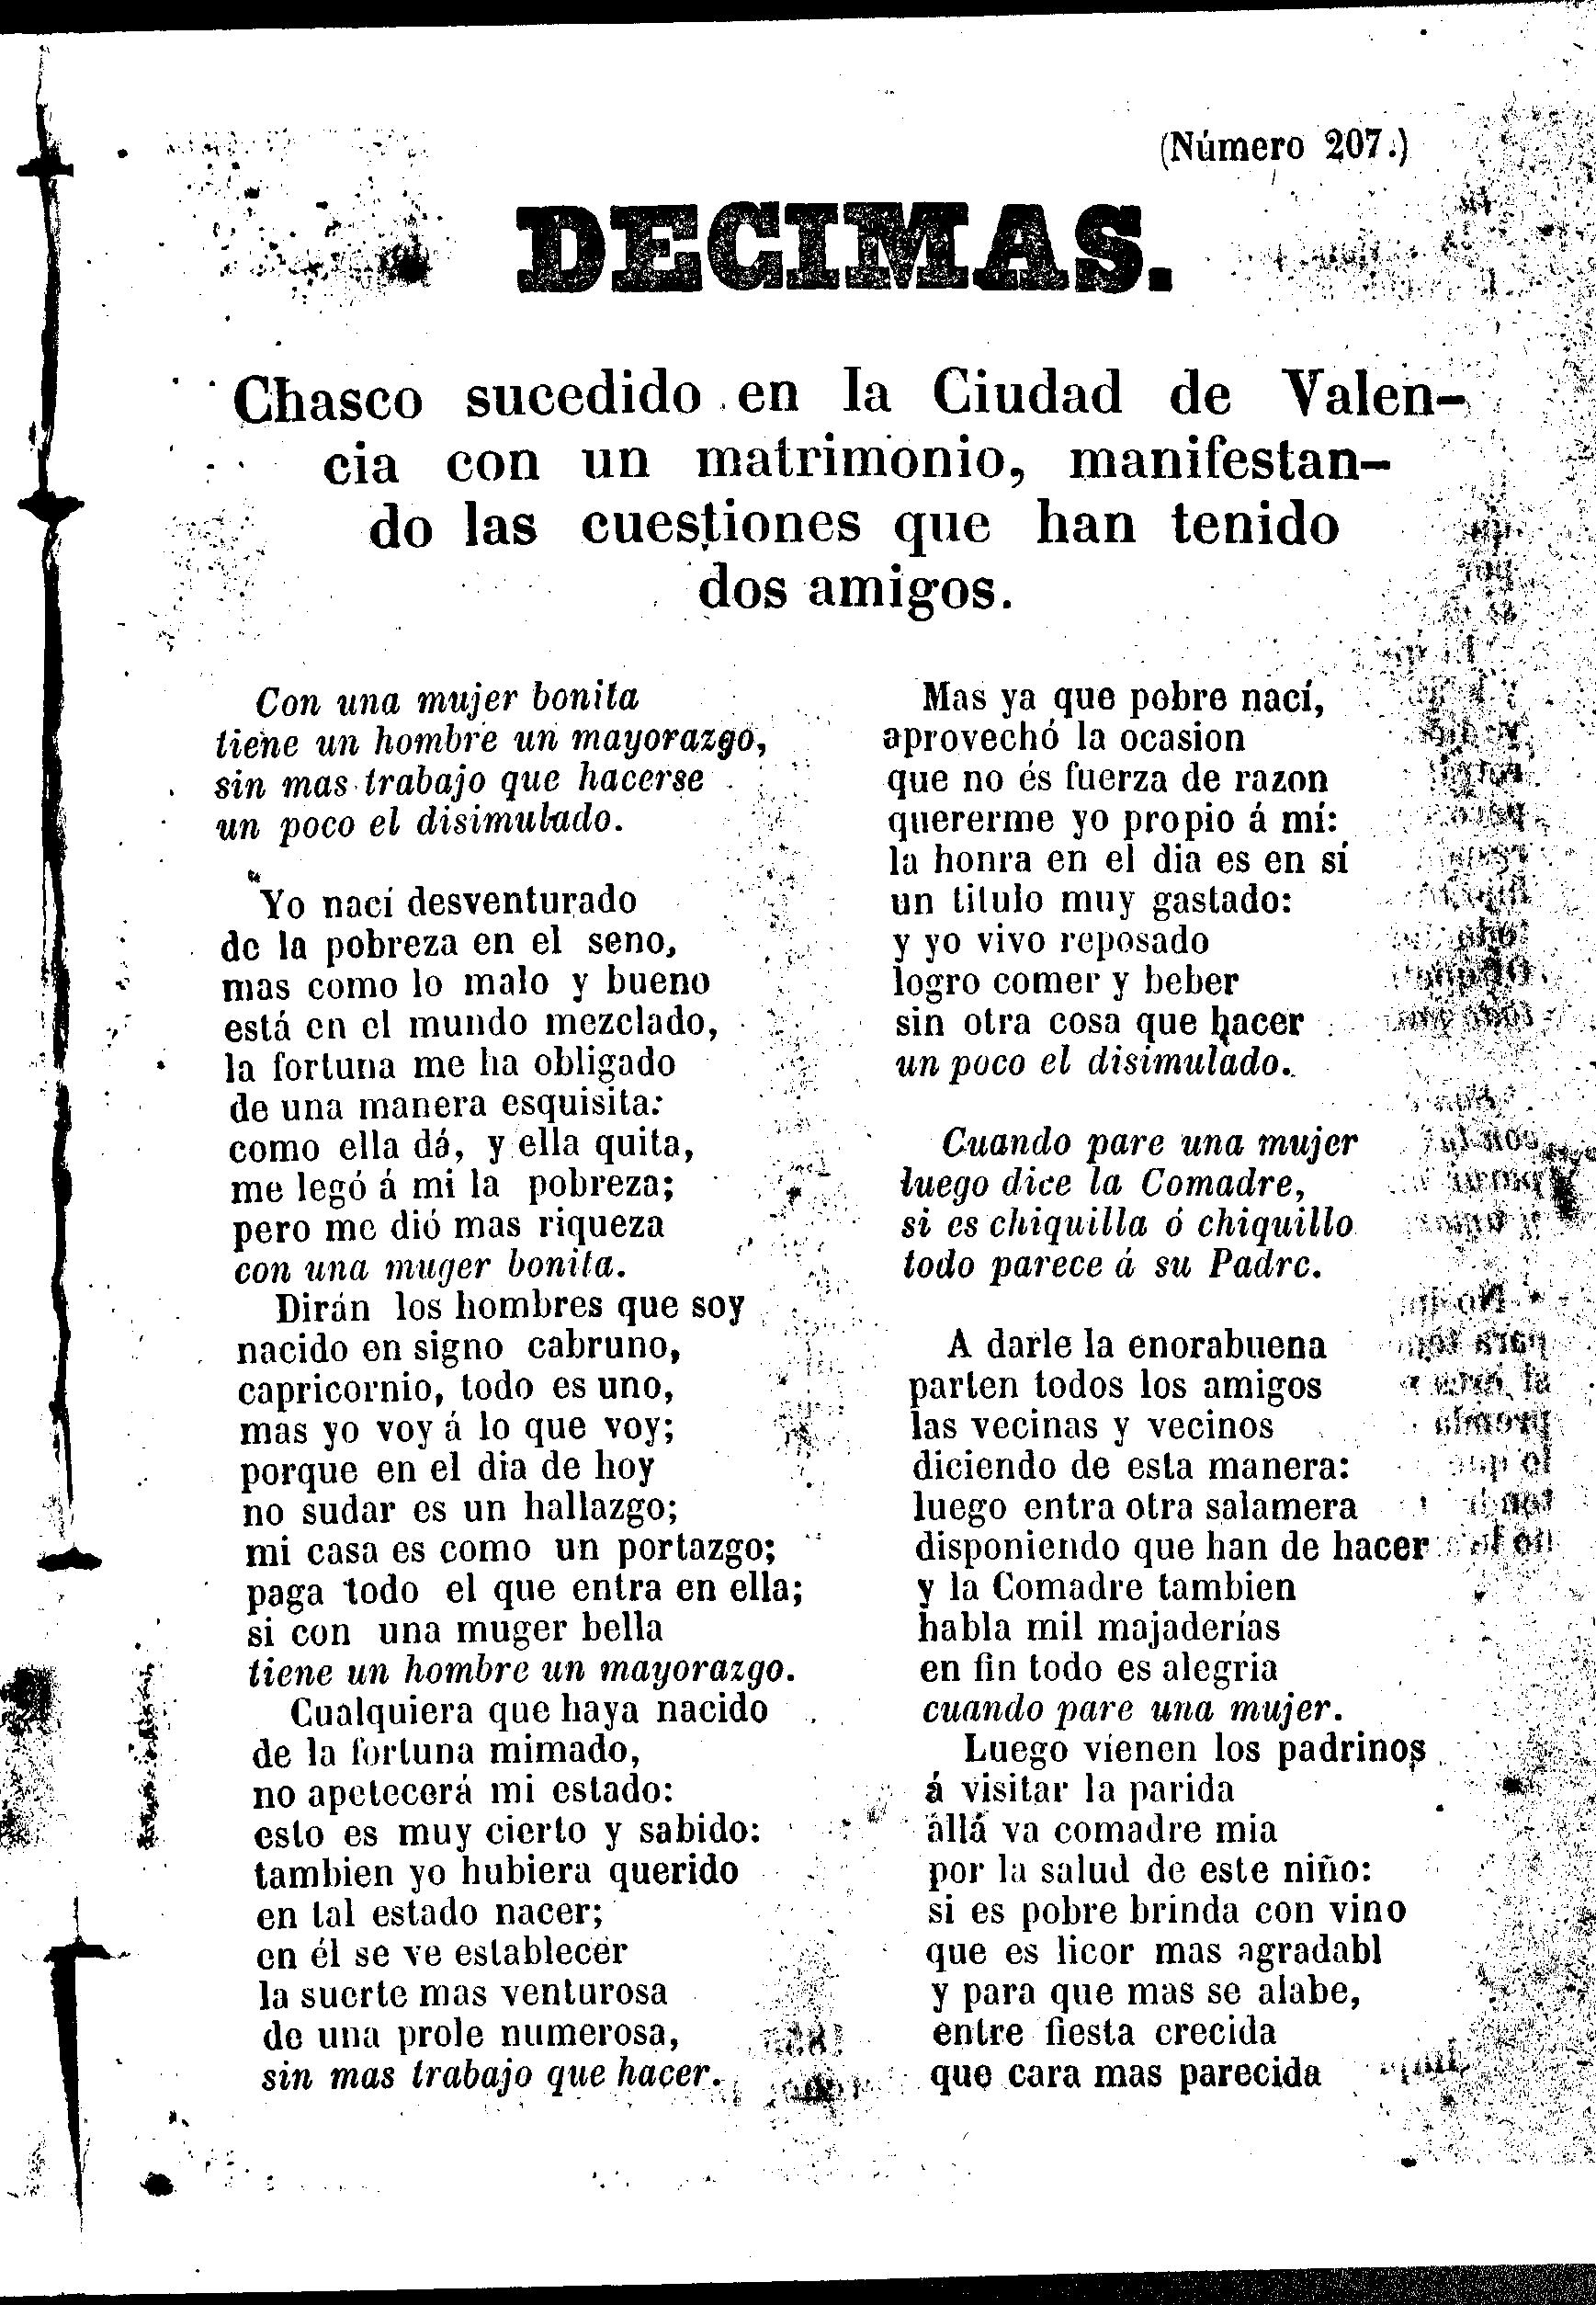 (Número 207.)
DECIMAS.
Chasco sucedido en la Ciudad de Valen-
cia con un matrimonio, manifestan-
do las cuestiones que han tenido
dos amigos.
Con una mujer bonita
tiene un hombre un mayorazgo,
sin mas trabajo que hacerse
un poco el disimulado.
Yo nací desventurado
de la pobreza en el seno,
mas como lo malo y bueno
está en el mundo mezclado,
la fortuna me ha obligado
de una manera esquisita:
como ella dá, y ella quita,
me legó á mi la pobreza;
pero me dió mas riqueza
con una muger bonita.
Dirán los hombres que soy
nacido en signo cabruno,
capricornio, todo es uno,
mas yo voy á lo que voy;
porque en el dia de hoy
no sudar es un hallazgo;
mi casa es como un portazgo;
paga todo el que entra en ella;
si con una muger bella
tiene un hombre un mayorazgo.
Cualquiera que haya nacido
de la fortuna mimado,
no apetecerá mi estado:
esto es muy cierto y sabido:
tambien yo hubiera querido
en tal estado nacer;
en él se ve establecer
la suerte mas venturosa
de una prole numerosa,
sin mas trabajo que hacer.
Mas ya que pobre nací,
aprovechó la ocasion
que no és fuerza de razon
quererme yo propio á mí:
la honra en el dia es en sí
un titulo muy gastado:
y yo vivo reposado
logro comer y beber
sin otra cosa que hacer
un poco el disimulado.
Cuando pare una mujer
luego dice la Comadre,
si es chiquilla ó chiquillo
todo parece á su Padre.
A darle la enorabuena
parten todos los amigos
las vecinas y vecinos
diciendo de esta manera:
luego entra otra salamera
disponiendo que han de hacer
y la Comadre tambien
habla mil majaderías
en fin todo es alegria
cuando pare una mujer.
Luego vienen los padrinos
á visitar la parida
allá va comadre mia
por la salud de este niño:
si es pobre brinda con vino
que es licor mas agradabl
y para que mas se alabe,
entre fiesta crecida
que cara mas parecida